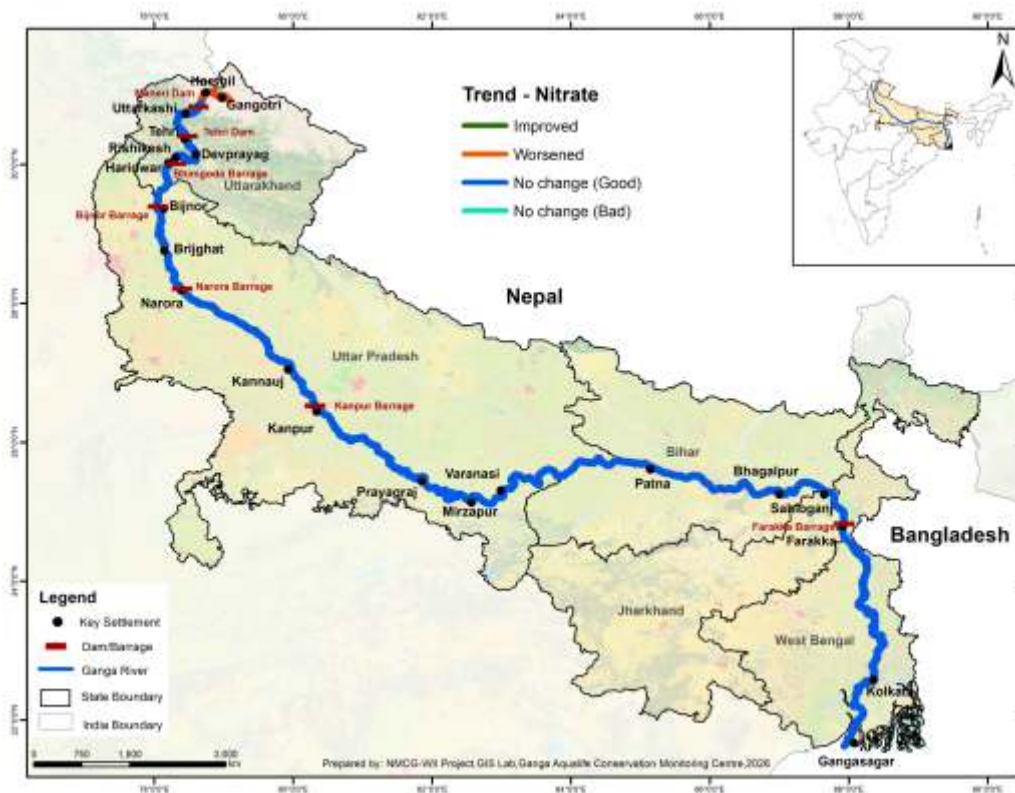 N
Harshil
Maneri Dam
Gangotri
Uttarkashi
Tehri
Tehri Dam
Rishikesh
Devprayag
Haridwar
Bhimgoda Barrage
Uttarakhand
Bijnor Barrage
Bijnor
Brijghat
Narora Barrage
Narora
Trend - Nitrate
Improved
Worsened
No change (Good)
No change (Bad)
Nepal
Uttar Pradesh
Kannauj
Kanpur Barrage
Kanpur
Varanasi
Prayagraj
Mirzapur
Bihar
Patna
Bhagalpur
Farakka Barrage
Farakka
Bangladesh
Jharkhand
West Bengal
Kolkata
Gangasagar
Legend
Key Settlement
Dam/Barrage
Ganga River
State Boundary
India Boundary
0
750
Prepared by: NMCG-WII Project,GIS Lab,Ganga Aqualife Conservation Monitoring Centre,2026